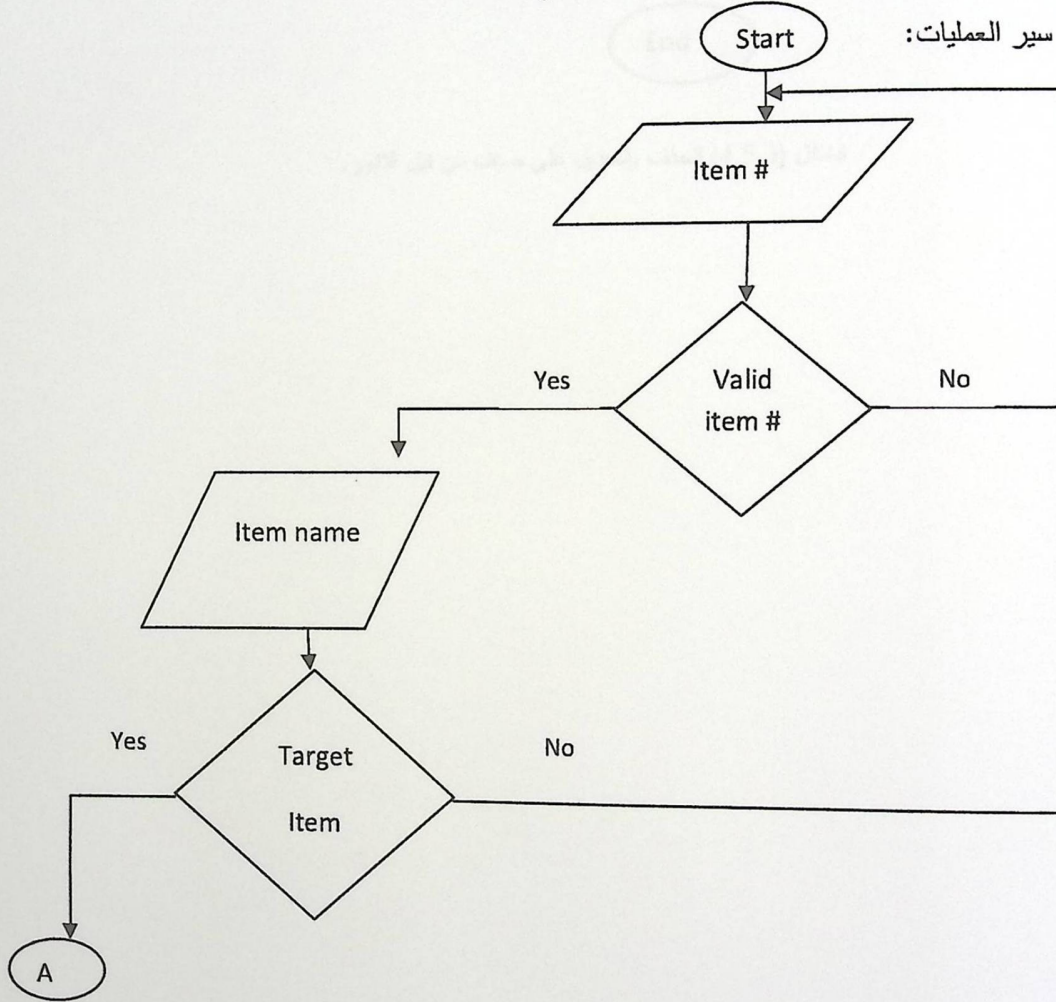 سير العمليات:
Start
Item #
Yes
Valid
item #
No
Item name
Yes
Target
Item
No
A